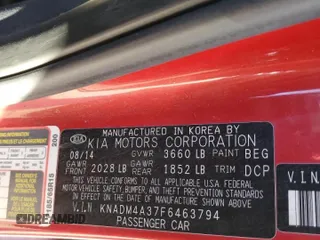 MANUFACTURED IN KOREA BY
KIA MOTORS CORPORATION
08/14 GVWR 3660 LB PAINT BEG
GAWR FRONT 2028 LB GAWR REAR 1852 LB TRIM DCP
THIS VEHICLE CONFORMS TO ALL APPLICABLE
FEDERAL MOTOR VEHICLE SAFETY, BUMPER,
AND THEFT PREVENTION STANDARDS IN EFFECT
ON THE DATE OF MANUFACTURE SHOWN ABOVE.
V.I.N. KNADM4A37F6463794
PASSENGER CAR
V.I.N
185/65R15